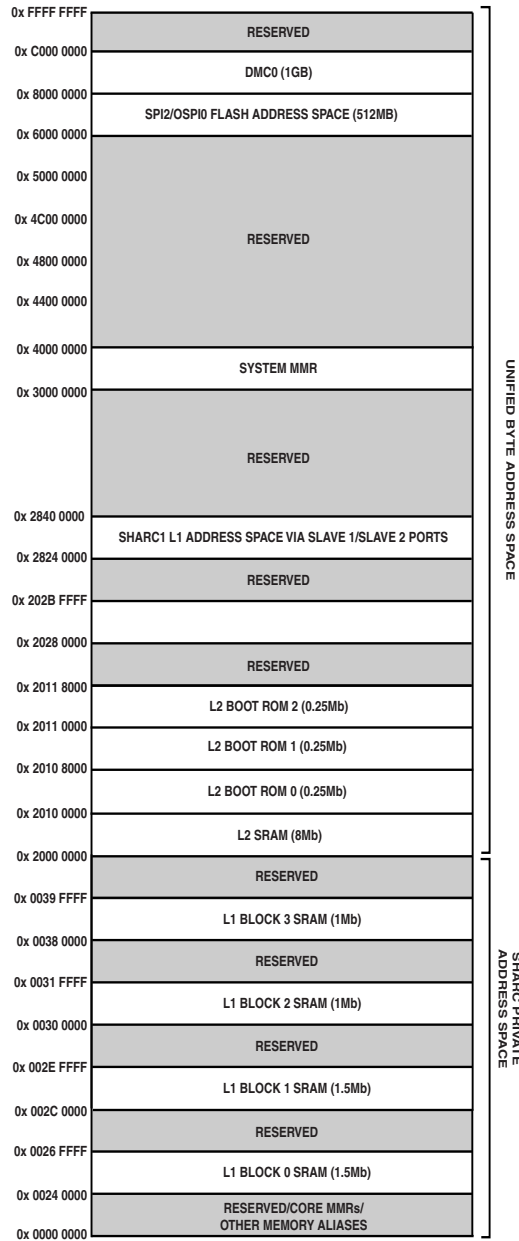 0x FFFF FFFF
RESERVED
0x C000 0000
DMC0 (1GB)
0x 8000 0000
SPI2/OSPI0 FLASH ADDRESS SPACE (512MB)
0x 6000 0000
0x 5000 0000
0x 4C00 0000
RESERVED
0x 4800 0000
0x 4400 0000
0x 4000 0000
SYSTEM MMR
0x 3000 0000
RESERVED
0x 2840 0000
SHARC1 L1 ADDRESS SPACE VIA SLAVE 1/SLAVE 2 PORTS
0x 2824 0000
RESERVED
0x 202B FFFF
0x 2028 0000
RESERVED
0x 2011 8000
L2 BOOT ROM 2 (0.25Mb)
0x 2011 0000
L2 BOOT ROM 1 (0.25Mb)
0x 2010 8000
L2 BOOT ROM 0 (0.25Mb)
0x 2010 0000
L2 SRAM (8Mb)
0x 2000 0000
RESERVED
0x 0039 FFFF
L1 BLOCK 3 SRAM (1Mb)
0x 0038 0000
RESERVED
0x 0031 FFFF
L1 BLOCK 2 SRAM (1Mb)
0x 0030 0000
RESERVED
0x 002E FFFF
L1 BLOCK 1 SRAM (1.5Mb)
0x 002C 0000
RESERVED
0x 0026 FFFF
L1 BLOCK 0 SRAM (1.5Mb)
0x 0024 0000
RESERVED/CORE MMRs/
OTHER MEMORY ALIASES
0x 0000 0000
UNIFIED BYTE ADDRESS SPACE
SHARC PRIVATE
ADDRESS SPACE